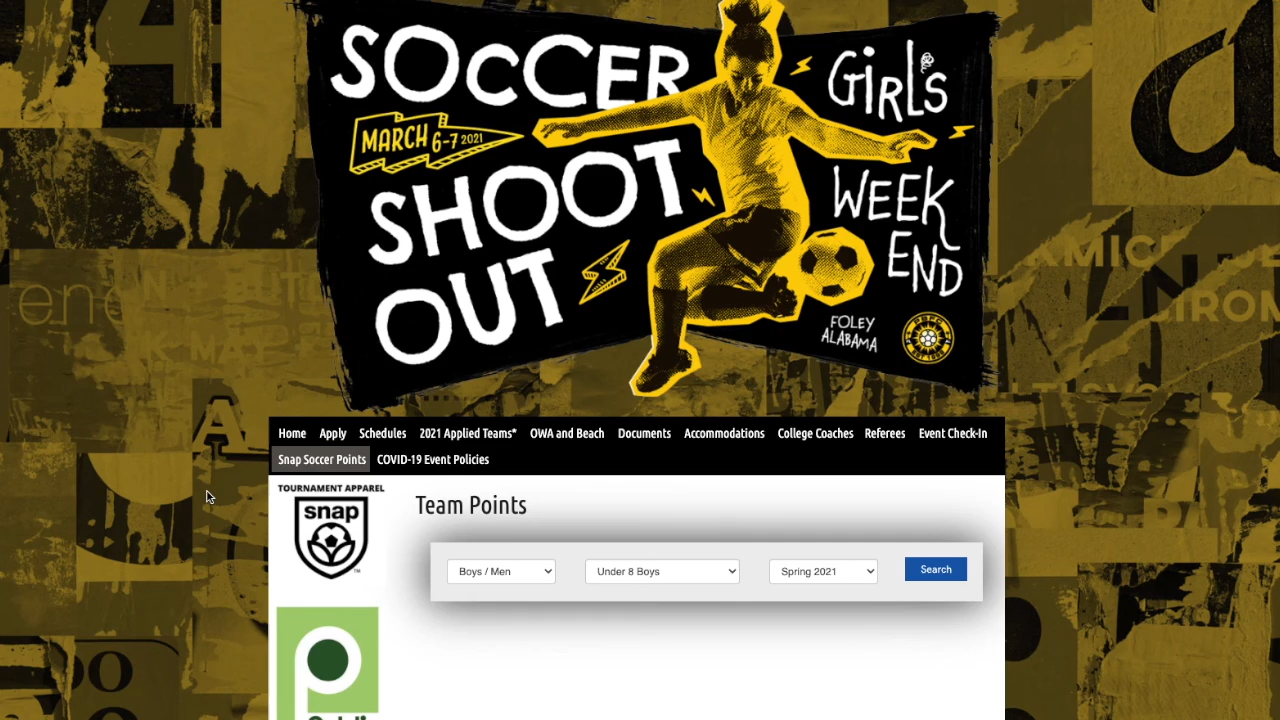 SOCCER
SHOOT
OUT
MARCH 6-7 2021
GIRL'S
WEEK
END
FOLEY
ALABAMA
Home Apply Schedules 2021 Applied Teams* OWA and Beach Documents Accommodations College Coaches Referees Event Check-In
Snap Soccer Points COVID-19 Event Policies
TOURNAMENT APPAREL
snap
Team Points
Boys / Men
Under 8 Boys
Spring 2021
Search